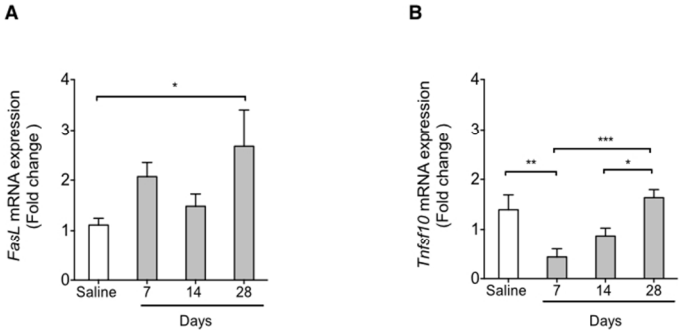 A
FasL mRNA expression
(Fold change )
4
3
2
1
0
*
Saline 7 14 28
Days
B
Tnfsf10 mRNA expression
(Fold change )
4
3
2
1
0
***
** *
Saline 7 14 28
Days